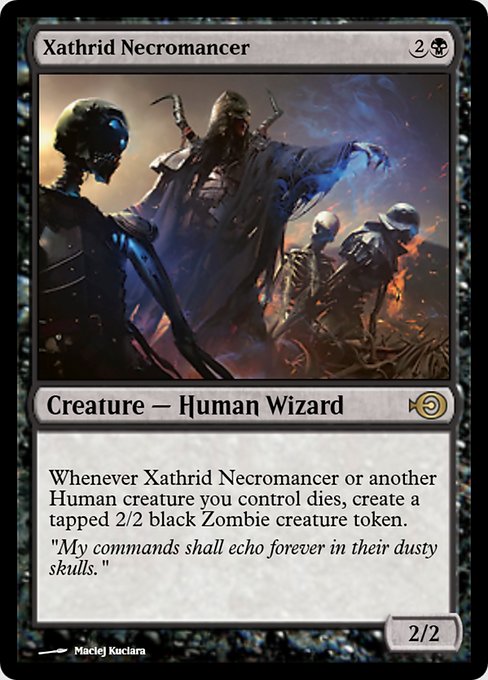 Xathrid Necromancer 2
Creature — Human Wizard
Whenever Xathrid Necromancer or another
Human creature you control dies, create a
tapped 2/2 black Zombie creature token.
"My commands shall echo forever in their dusty
skulls."
2/2
Maciej Kuciara